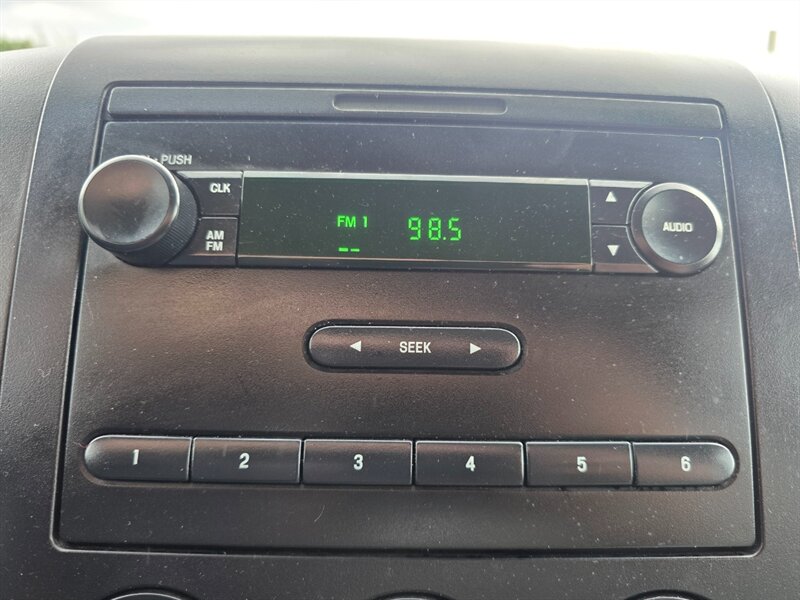 PUSH
CLK
AM
FM
FM 1
98.5
AUDIO
SEEK
1 2 3 4 5 6